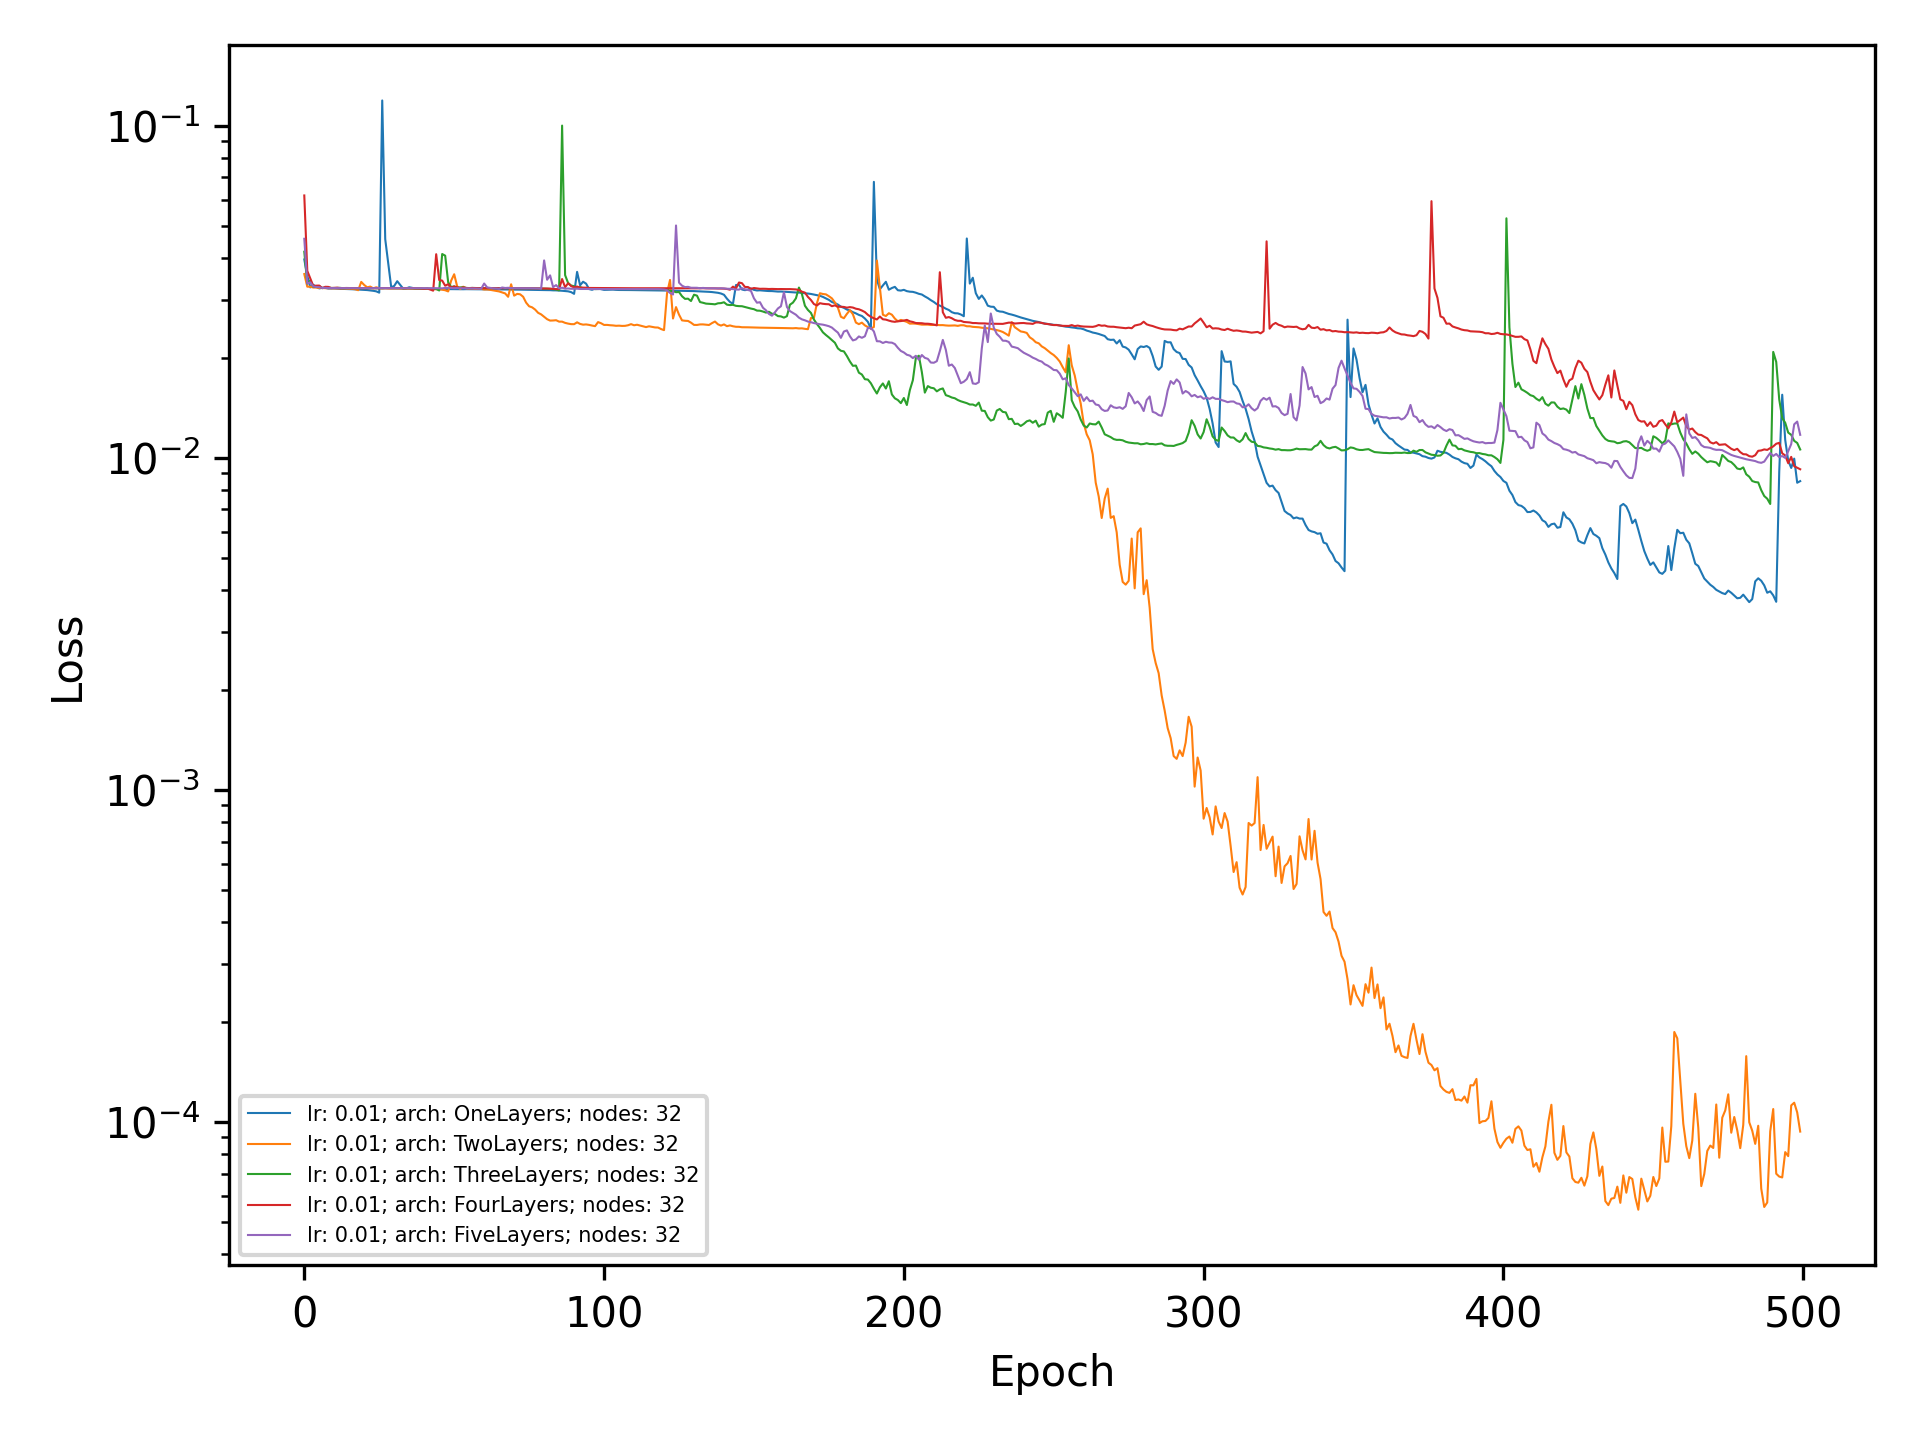 10⁻¹
10⁻²
10⁻³
10⁻⁴
Loss
lr: 0.01; arch: OneLayers; nodes: 32
lr: 0.01; arch: TwoLayers; nodes: 32
lr: 0.01; arch: ThreeLayers; nodes: 32
lr: 0.01; arch: FourLayers; nodes: 32
lr: 0.01; arch: FiveLayers; nodes: 32
0 100 200 300 400 500
Epoch